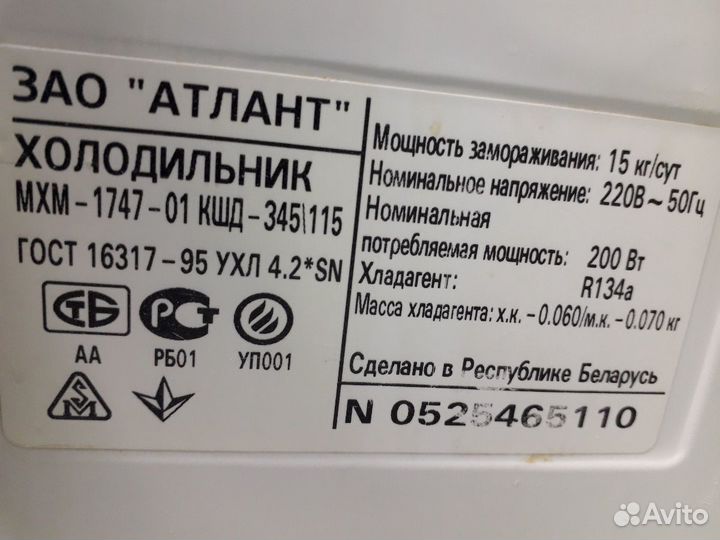 ЗАО "АТЛАНТ"
ХОЛОДИЛЬНИК
МХМ-1747-01 КШД-345\115
ГОСТ 16317-95 УХЛ 4.2*SN
СТБ
АА
РСТ
РБ01
УП001
Мощность замораживания: 15 кг/сут
Номинальное напряжение: 220В ~ 50Гц
Номинальная
потребляемая мощность: 200 Вт
Хладагент: R134a
Масса хладагента: х.к. - 0.060/м.к. - 0.070 кг
Сделано в Республике Беларусь
N 0525465110
Avito